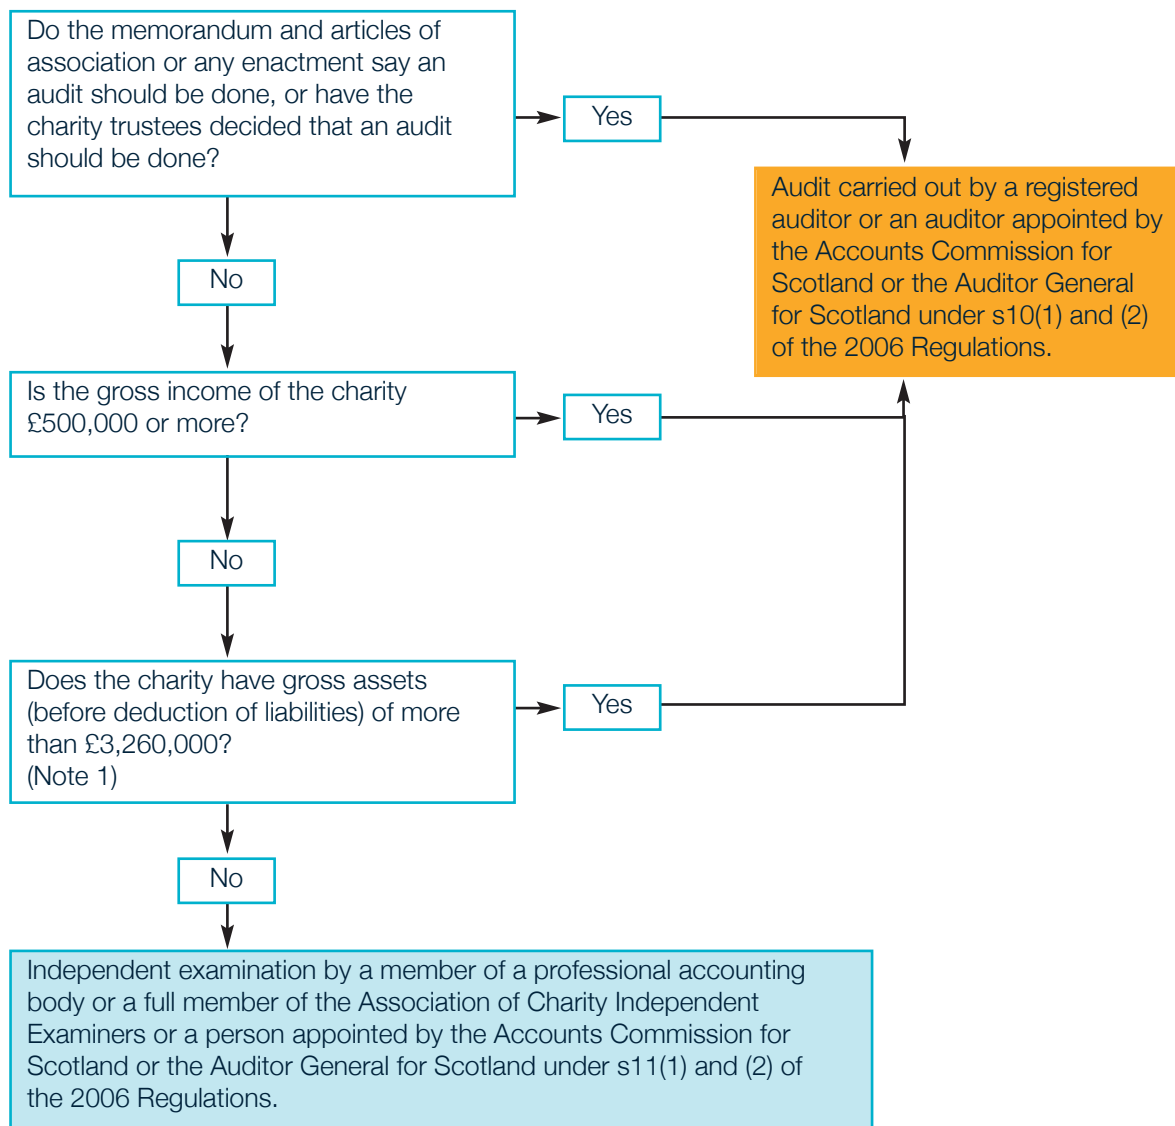 Do the memorandum and articles of
association or any enactment say an
audit should be done, or have the
charity trustees decided that an audit
should be done?
Yes
Audit carried out by a registered
auditor or an auditor appointed by
the Accounts Commission for
Scotland or the Auditor General
for Scotland under s10(1) and (2)
of the 2006 Regulations.
No
Is the gross income of the charity
£500,000 or more?
Yes
No
Does the charity have gross assets
(before deduction of liabilities) of more
than £3,260,000?
(Note 1)
Yes
No
Independent examination by a member of a professional accounting
body or a full member of the Association of Charity Independent
Examiners or a person appointed by the Accounts Commission for
Scotland or the Auditor General for Scotland under s11(1) and (2) of
the 2006 Regulations.